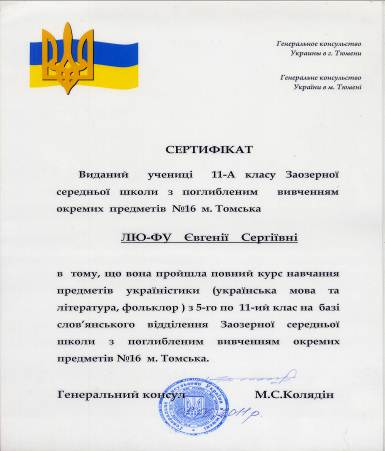 Генеральное консульство
Украины в г. Тюмени
Генеральне консульство
України в м. Тюмені
СЕРТИФІКАТ
Виданий учениці 11-А класу Заозерної
середньої школи з поглибленим вивченням
окремих предметів №16 м. Томська
ЛЮ-ФУ Євгенії Сергіївні
в тому, що вона пройшла повний курс навчання
предметів україністики (українська мова та
література, фольклор ) з 5-го по 11-ий клас на базі
слов’янського відділення Заозерної середньої
школи з поглибленим вивченням окремих
предметів №16 м. Томська.
Генеральний консул М.С.Колядін
2011 р.